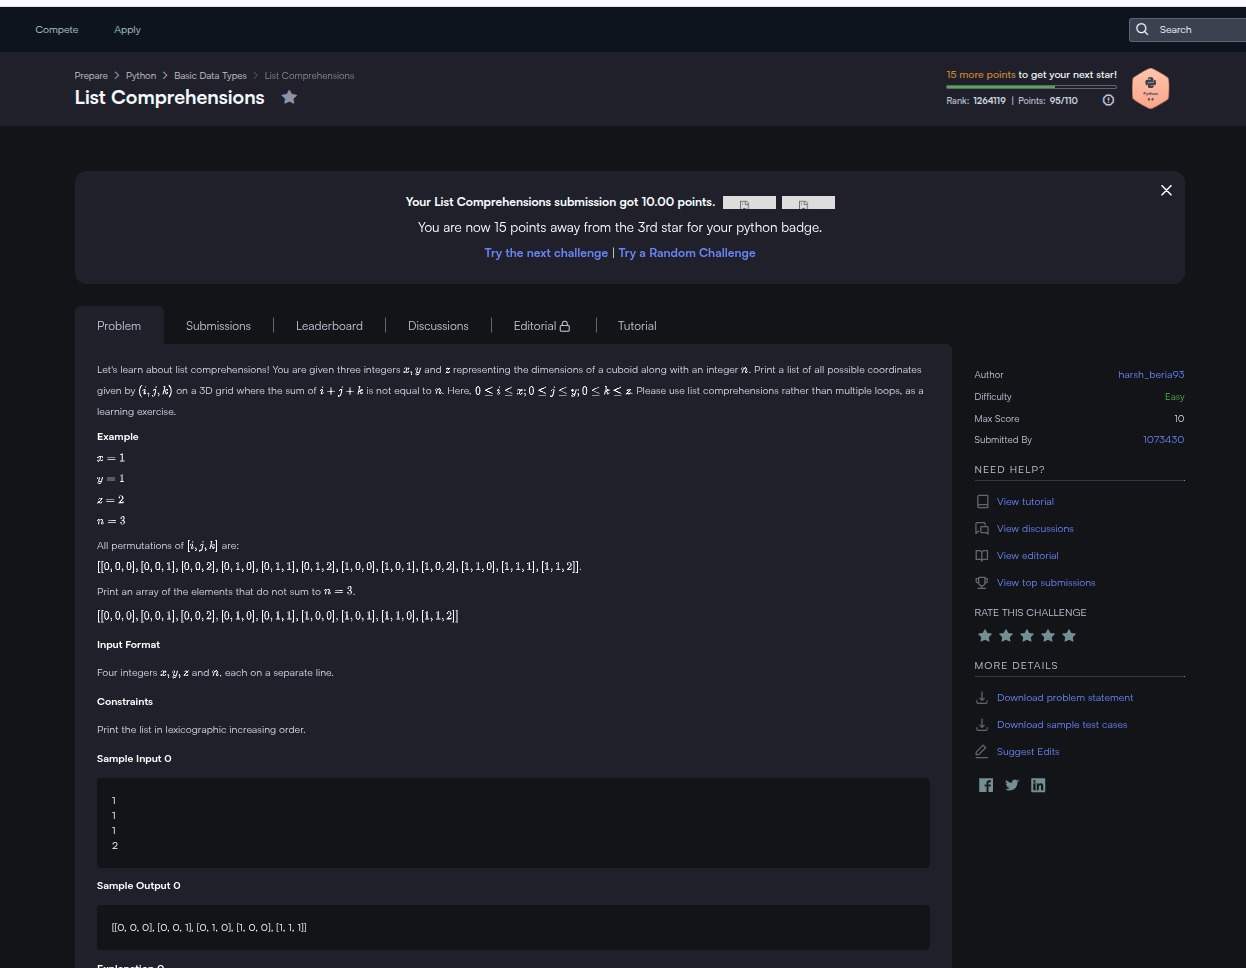 Compete Apply Search
Prepare > Python > Basic Data Types > List Comprehensions
List Comprehensions
15 more points to get your next star!
Rank: 1264119 | Points: 95/110
Python
Your List Comprehensions submission got 10.00 points.
You are now 15 points away from the 3rd star for your python badge.
Try the next challenge | Try a Random Challenge
Problem Submissions Leaderboard Discussions Editorial Tutorial
Let's learn about list comprehensions! You are given three integers x, y and z representing the dimensions of a cuboid along with an integer n. Print a list of all possible coordinates
given by (i, j, k) on a 3D grid where the sum of i + j + k is not equal to n. Here, 0 ≤ i ≤ x; 0 ≤ j ≤ y; 0 ≤ k ≤ z. Please use list comprehensions rather than multiple loops, as a
learning exercise.
Example
x = 1
y = 1
z = 2
n = 3
All permutations of [i, j, k] are:
[[0, 0, 0], [0, 0, 1], [0, 0, 2], [0, 1, 0], [0, 1, 1], [0, 1, 2], [1, 0, 0], [1, 0, 1], [1, 0, 2], [1, 1, 0], [1, 1, 1], [1, 1, 2]].
Print an array of the elements that do not sum to n = 3.
[[0, 0, 0], [0, 0, 1], [0, 0, 2], [0, 1, 0], [0, 1, 1], [1, 0, 0], [1, 0, 1], [1, 1, 0], [1, 1, 2]]
Input Format
Four integers x, y, z and n, each on a separate line.
Constraints
Print the list in lexicographic increasing order.
Sample Input 0
1
1
1
2
Sample Output 0
[[0, 0, 0], [0, 0, 1], [0, 1, 0], [1, 0, 0], [1, 1, 1]]
Explanation 0
Author harsh_beria93
Difficulty Easy
Max Score 10
Submitted By 1073430
NEED HELP?
View tutorial
View discussions
View editorial
View top submissions
RATE THIS CHALLENGE
MORE DETAILS
Download problem statement
Download sample test cases
Suggest Edits